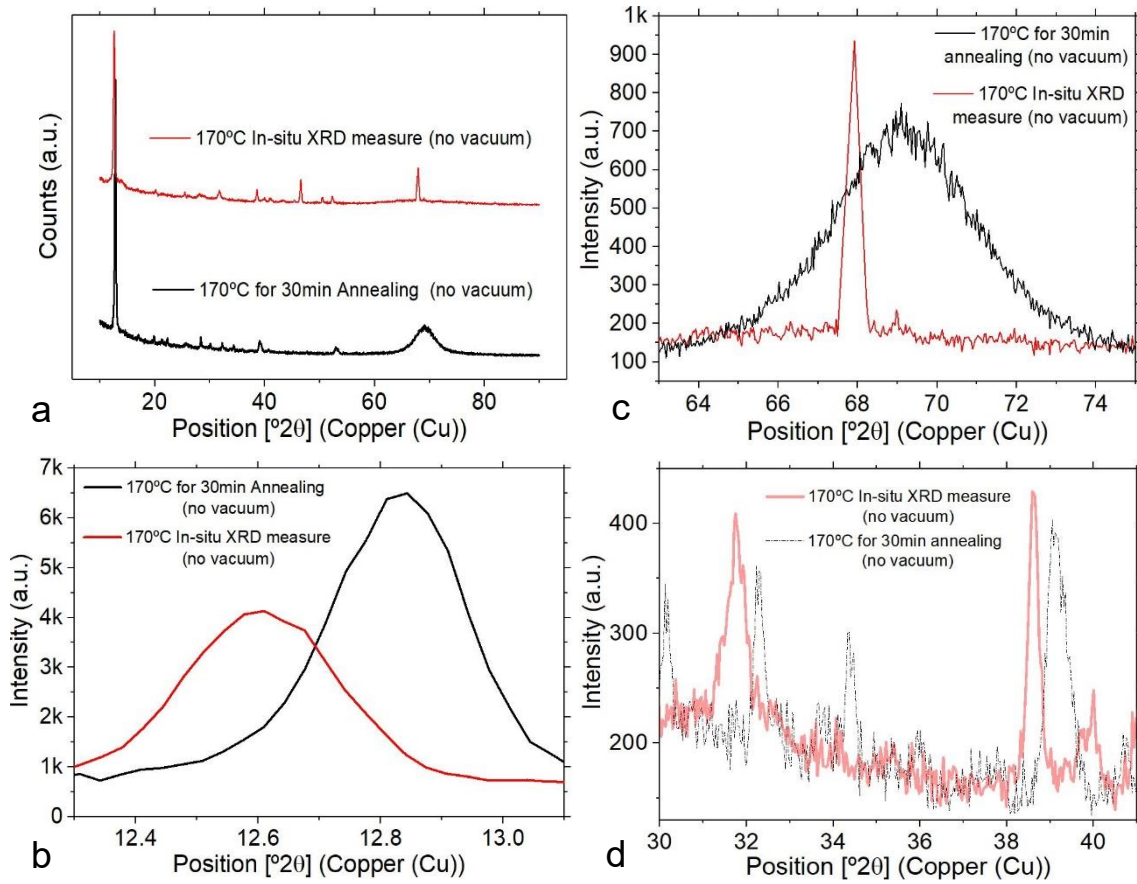 Counts (a.u.)
170ºC In-situ XRD measure (no vacuum)
170ºC for 30min Annealing (no vacuum)
20
40
60
80
Position [º2θ] (Copper (Cu))
a
Intensity (a.u.)
1k
900
800
700
600
500
400
300
200
100
170ºC for 30min
annealing (no vacuum)
170ºC In-situ XRD
measure (no vacuum)
64
66
68
70
72
74
Position [º2θ] (Copper (Cu))
c
Intensity (a.u.)
7k
6k
5k
4k
3k
2k
1k
0
170ºC for 30min Annealing
(no vacuum)
170ºC In-situ XRD measure
(no vacuum)
12.4
12.6
12.8
13.0
Position [º2θ] (Copper (Cu))
b
Intensity (a.u.)
400
300
200
170ºC In-situ XRD measure
(no vacuum)
170ºC for 30min annealing
(no vacuum)
30
32
34
36
38
40
Position [º2θ] (Copper (Cu))
d